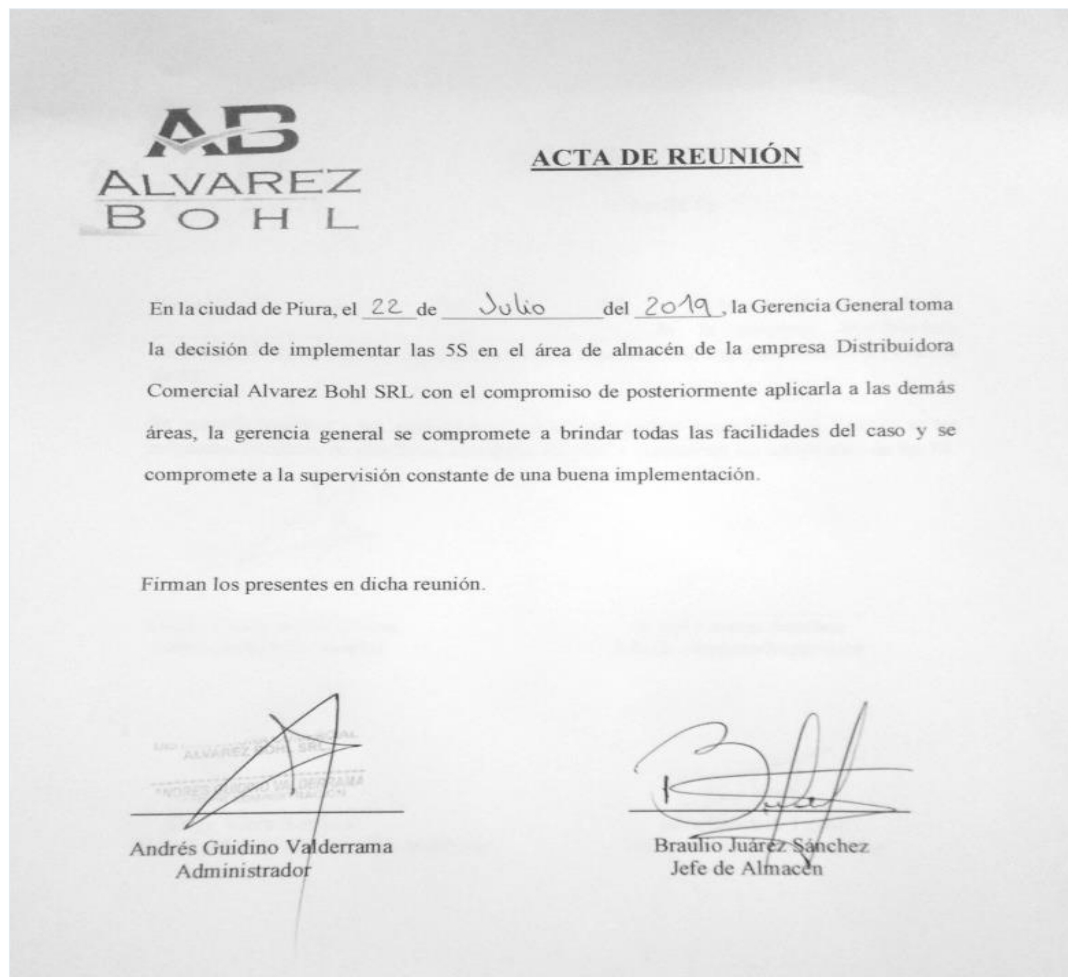 AB
ALVAREZ
BOHL
ACTA DE REUNIÓN
En la ciudad de Piura, el 22 de Julio del 2019, la Gerencia General toma
la decisión de implementar las 5S en el área de almacén de la empresa Distribuidora
Comercial Alvarez Bohl SRL con el compromiso de posteriormente aplicarla a las demás
áreas, la gerencia general se compromete a brindar todas las facilidades del caso y se
compromete a la supervisión constante de una buena implementación.
Firman los presentes en dicha reunión.
ALVAREZ BOHL SRL
ANDRES GUIDINO VALDERRAMA
Andrés Guidino Valderrama
Administrador
Braulio Juárez Sánchez
Jefe de Almacén